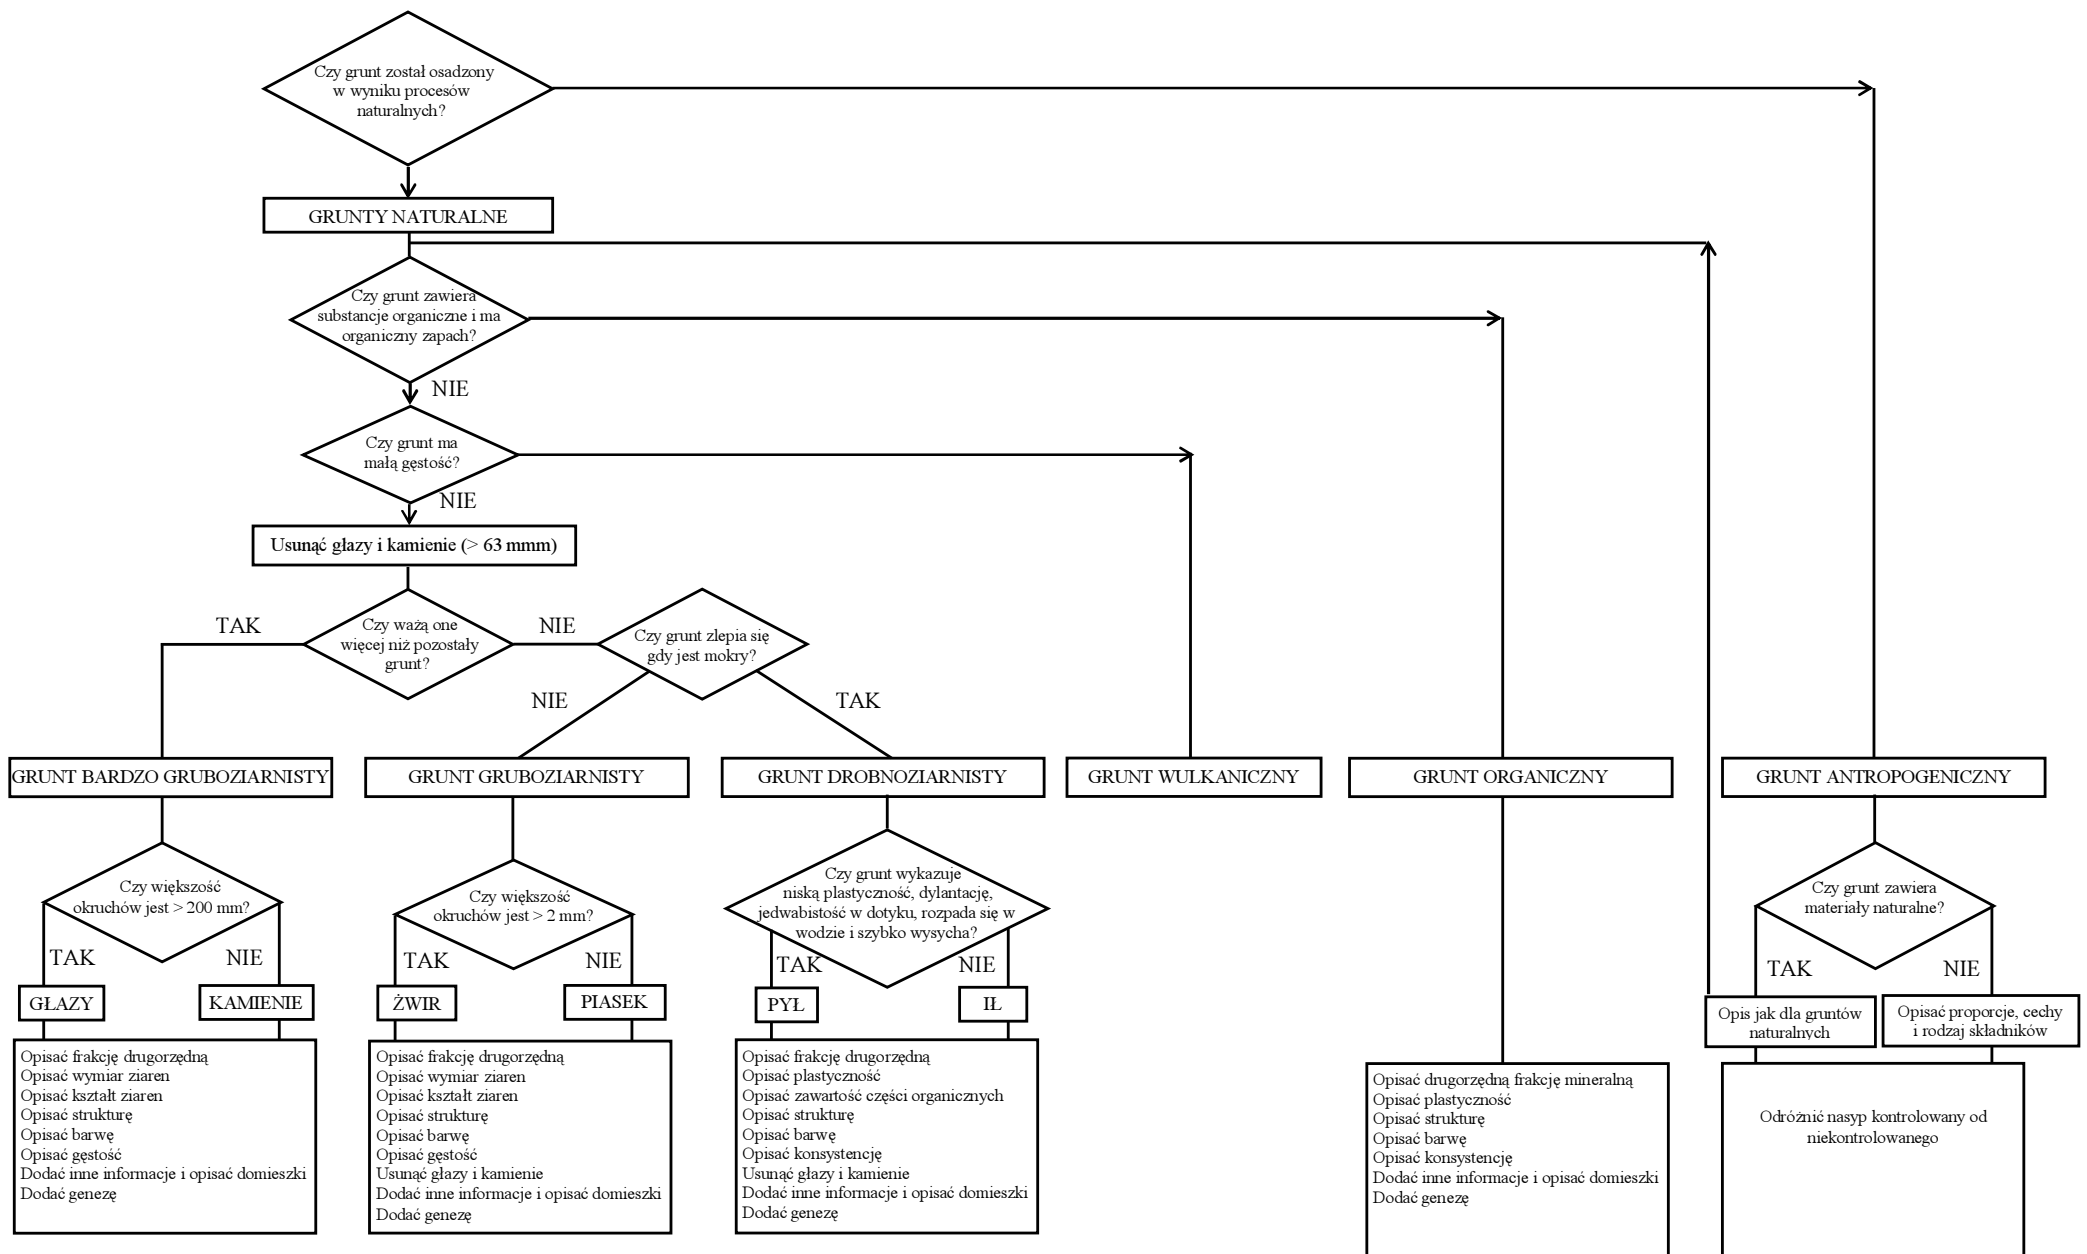 Czy grunt został osadzony
w wyniku procesów
naturalnych?
GRUNTY NATURALNE
Czy grunt zawiera
substancje organiczne i ma
organiczny zapach?
NIE
Czy grunt ma
małą gęstość?
NIE
Usunąć głazy i kamienie (> 63 mmm)
TAK
Czy ważą one
więcej niż pozostały
grunt?
NIE
Czy grunt zlepia się
gdy jest mokry?
NIE
TAK
GRUNT BARDZO GRUBOZIARNISTY
GRUNT GRUBOZIARNISTY
GRUNT DROBNOZIARNISTY
GRUNT WULKANICZNY
GRUNT ORGANICZNY
GRUNT ANTROPOGENICZNY
Czy większość
okruchów jest > 200 mm?
TAK
NIE
GŁAZY
KAMIENIE
Opisać frakcję drugorzędną
Opisać wymiar ziaren
Opisać kształt ziaren
Opisać strukturę
Opisać barwę
Opisać gęstość
Dodać inne informacje i opisać domieszki
Dodać genezę
Czy większość
okruchów jest > 2 mm?
TAK
NIE
ŻWIR
PIASEK
Opisać frakcję drugorzędną
Opisać wymiar ziaren
Opisać kształt ziaren
Opisać strukturę
Opisać barwę
Opisać gęstość
Usunąć głazy i kamienie
Dodać inne informacje i opisać domieszki
Dodać genezę
Czy grunt wykazuje
niską plastyczność, dylantację,
jedwabistość w dotyku, rozpada się w
wodzie i szybko wysycha?
TAK
NIE
PYŁ
IŁ
Opisać frakcję drugorzędną
Opisać plastyczność
Opisać zawartość części organicznych
Opisać strukturę
Opisać barwę
Opisać konsystencję
Usunąć głazy i kamienie
Dodać inne informacje i opisać domieszki
Dodać genezę
Opisać drugorzędną frakcję mineralną
Opisać plastyczność
Opisać strukturę
Opisać barwę
Opisać konsystencję
Dodać inne informacje i opisać domieszki
Dodać genezę
Czy grunt zawiera
materiały naturalne?
TAK
NIE
Opis jak dla gruntów
naturalnych
Opisać proporcje, cechy
i rodzaj składników
Odróżnić nasyp kontrolowany od
niekontrolowanego